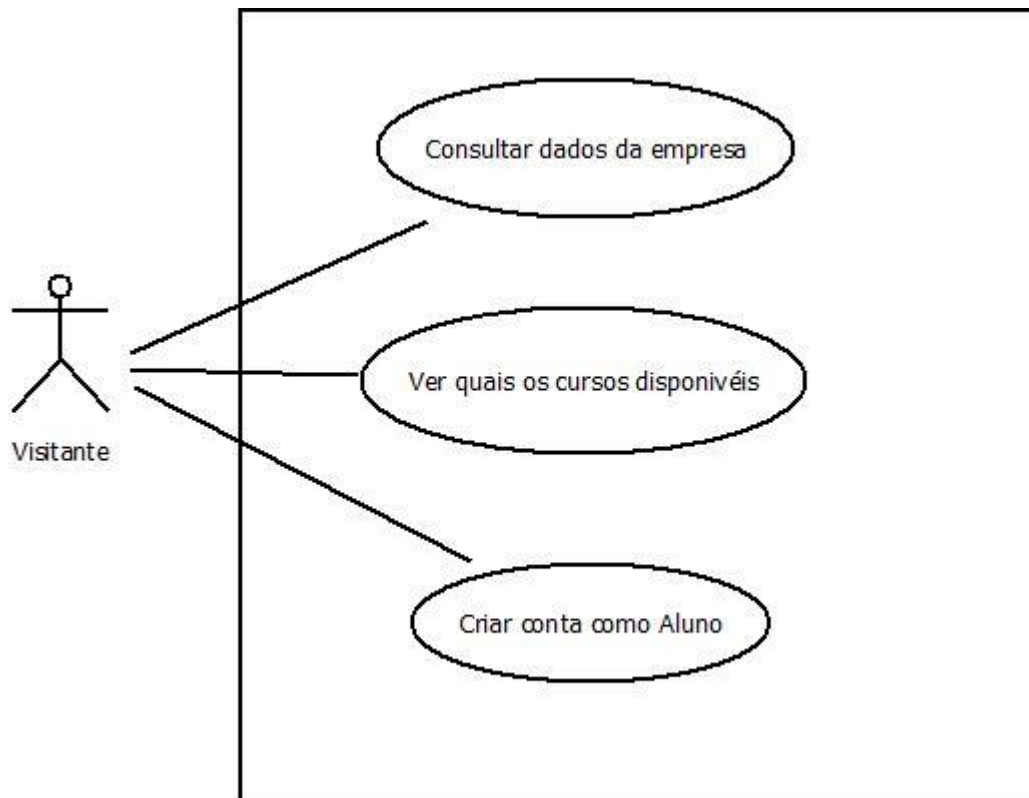 Consultar dados da empresa
Ver quais os cursos disponivéis
Visitante
Criar conta como Aluno